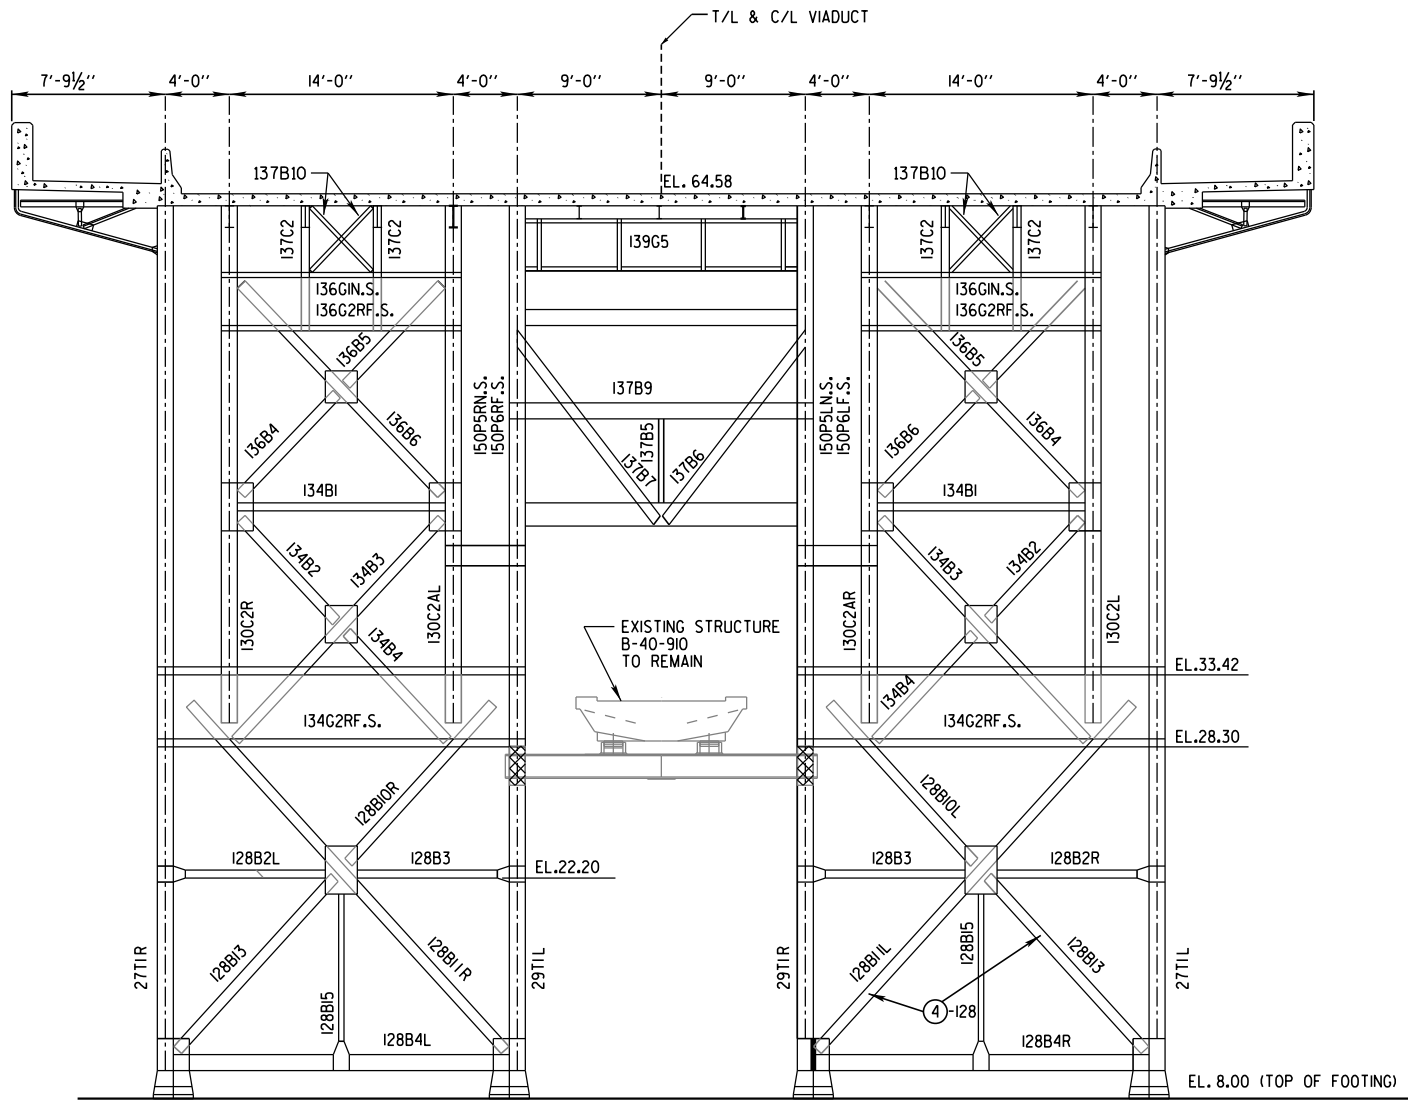 T/L & C/L VIADUCT
7'-9½" 4'-0" 14'-0" 4'-0" 9'-0" 9'-0" 4'-0" 14'-0" 4'-0" 7'-9½"
137B10 137B10
EL. 64.58
137C2 137C2 139G5 137C2 137C2
136G1N.S. 136G1N.S.
136G2RF.S. 136G2RF.S.
136B5 136B5
150P5RN.S.
150P6RF.S.
137B9
150P5LN.S.
150P6LF.S.
136B4 136B6 137B5 136B6 136B4
137B7 137B6
134B1 134B1
134B2 134B3 134B3 134B2
130C2R 130C2AL 130C2AR 130C2L
EXISTING STRUCTURE
B-40-910
TO REMAIN
134B4 134B4
EL.33.42
134G2RF.S. 134G2RF.S.
EL.28.30
128B10R 128B10L
128B2L 128B3 EL.22.20 128B3 128B2R
27T1R 128B13 128B15 128B11R 29T1L 29T1R 128B11L 128B15 128B13 27T1L
4-128
128B4L 128B4R
EL. 8.00 (TOP OF FOOTING)